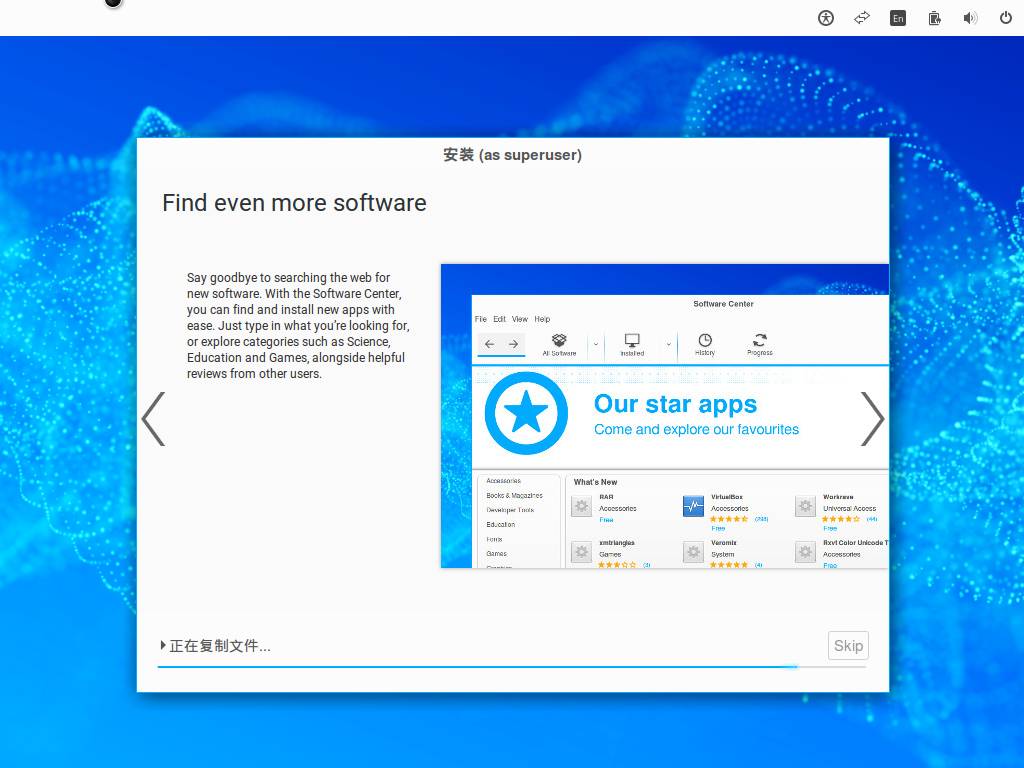 En
安装 (as superuser)
Find even more software
Say goodbye to searching the web for
new software. With the Software Center,
you can find and install new apps with
ease. Just type in what you're looking for,
or explore categories such as Science,
Education and Games, alongside helpful
reviews from other users.
Software Center
File Edit View Help
All Software Installed History Progress
Our star apps
Come and explore our favourites
Accessories
Books & Magazines
Developer Tools
Education
Fonts
Games
What's New
RAR
Accessories
Free
VirtualBox
Accessories
(298)
Free
Workrave
Universal Access
(44)
Free
xmtriangles
Games
(3)
Veromix
System
(4)
Rxvt Color Unicode T
Accessories
Free
正在复制文件...
Skip